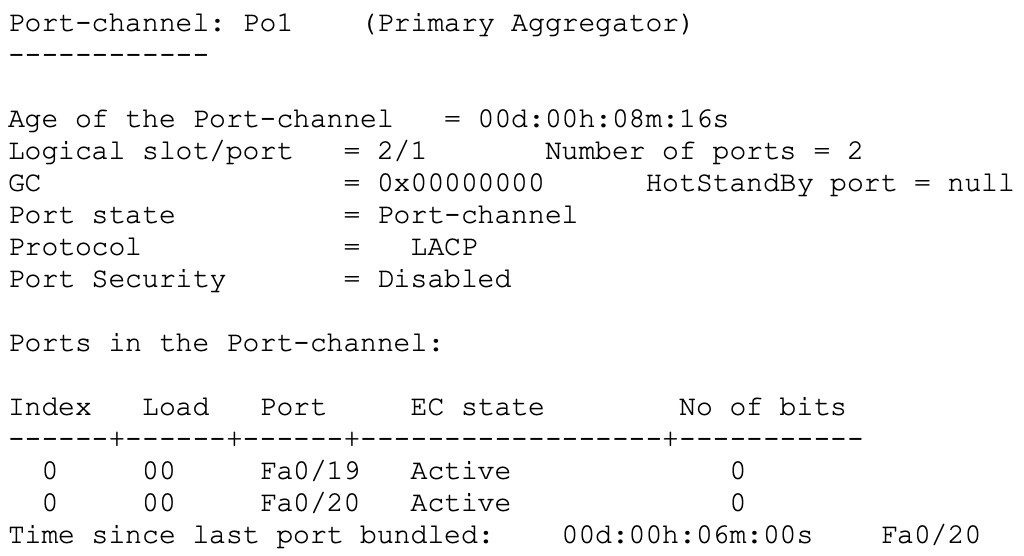 Port-channel: Po1    (Primary Aggregator)
------------
Age of the Port-channel   = 00d:00h:08m:16s
Logical slot/port   = 2/1       Number of ports = 2
GC                  = 0x00000000      HotStandBy port = null
Port state          = Port-channel
Protocol            =   LACP
Port Security       = Disabled
Ports in the Port-channel:
Index   Load   Port     EC state        No of bits
------+------+------+------------------+-----------
  0     00     Fa0/19   Active             0
  0     00     Fa0/20   Active             0
Time since last port bundled:    00d:00h:06m:00s    Fa0/20